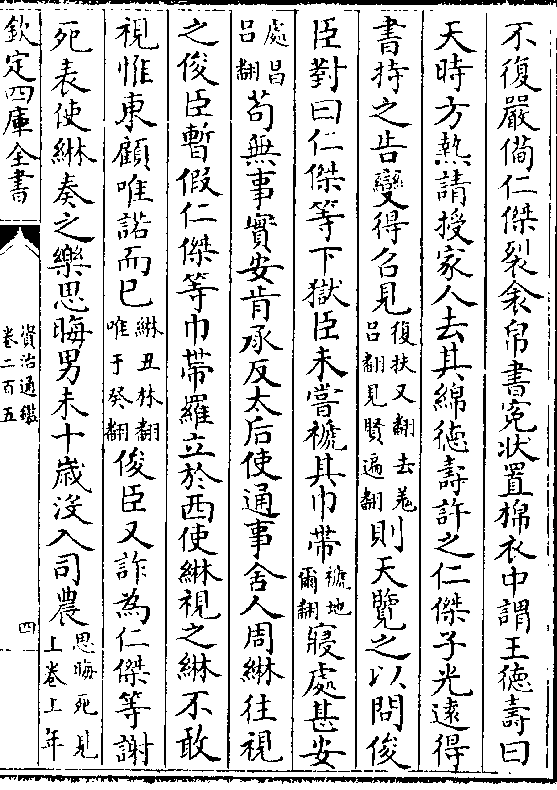 不復嚴僃仁傑裂衾帛書寃狀置棉衣中謂王德壽曰
天時方熱請授家人去其綿德壽許之仁傑子光遠得
書持之告變得召見復扶又翻去羌呂翻見賢遍翻則天覽之以問俊
臣對曰仁傑等下獄臣未嘗褫其巾帶褫地爾翻寢處甚安
處昌呂翻茍無事實安肯承反太后使通事舍人周綝往視
之俊臣暫假仁傑等巾帶羅立於西使綝視之綝不敢
視惟東顧唯諾而已綝丑林翻唯于癸翻俊臣又詐為仁傑等謝
死表使綝奏之樂思晦男未十歳沒入司農思晦死見上卷上年
欽定四庫全書
資治通鑑
卷二百五
四